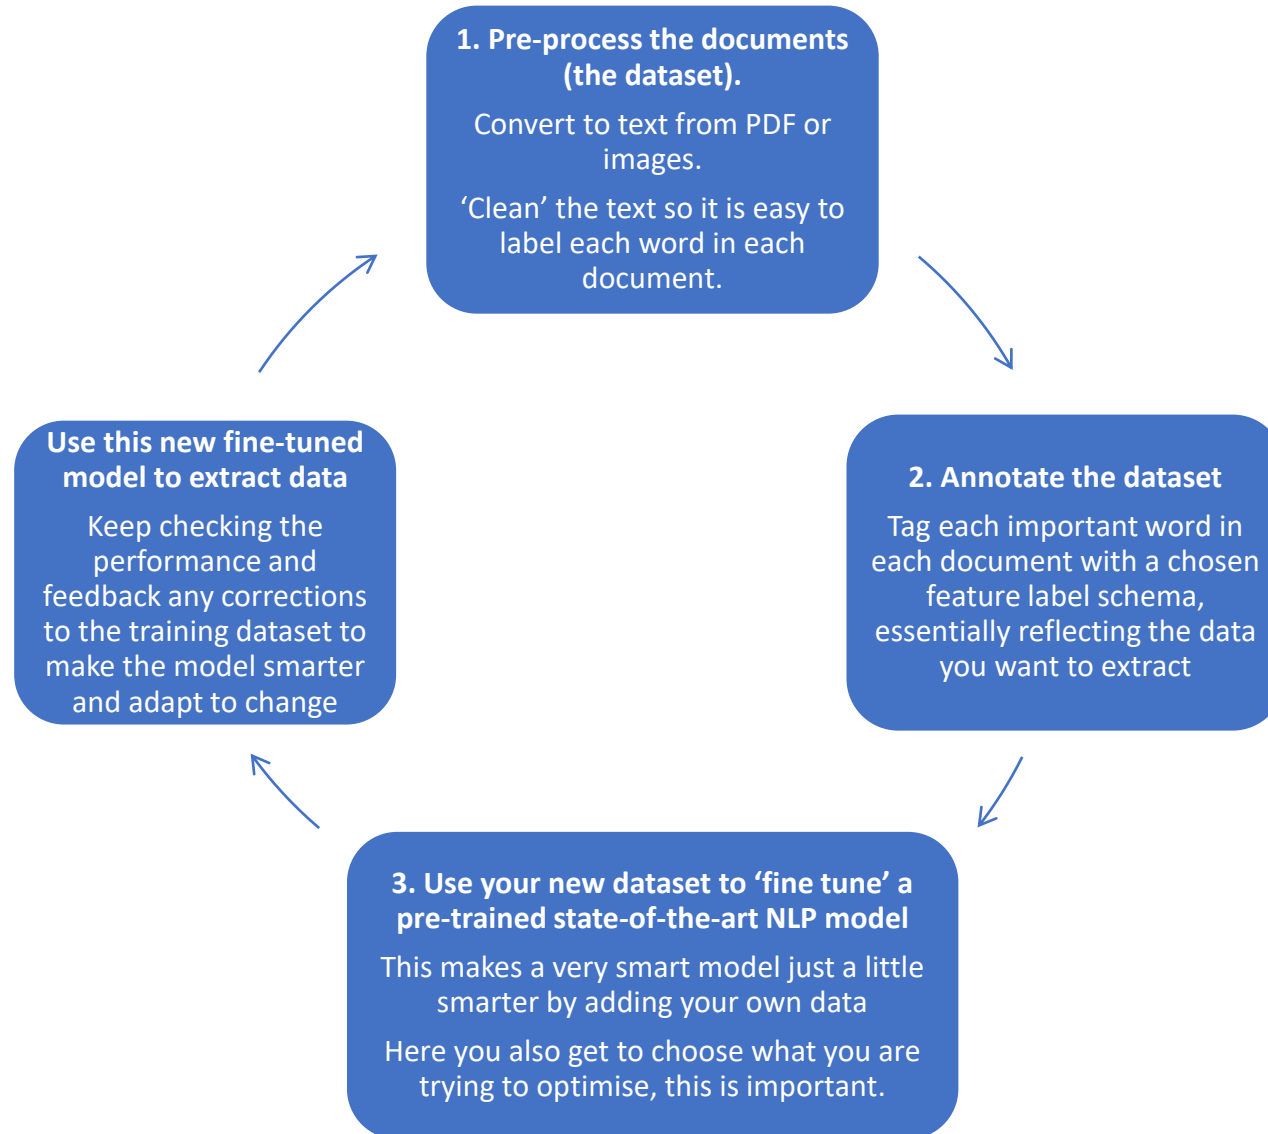 1. Pre-process the documents
(the dataset).
Convert to text from PDF or
images.
‘Clean’ the text so it is easy to
label each word in each
document.
2. Annotate the dataset
Tag each important word in
each document with a chosen
feature label schema,
essentially reflecting the data
you want to extract
3. Use your new dataset to ‘fine tune’ a
pre-trained state-of-the-art NLP model
This makes a very smart model just a little
smarter by adding your own data
Here you also get to choose what you are
trying to optimise, this is important.
Use this new fine-tuned
model to extract data
Keep checking the
performance and
feedback any corrections
to the training dataset to
make the model smarter
and adapt to change